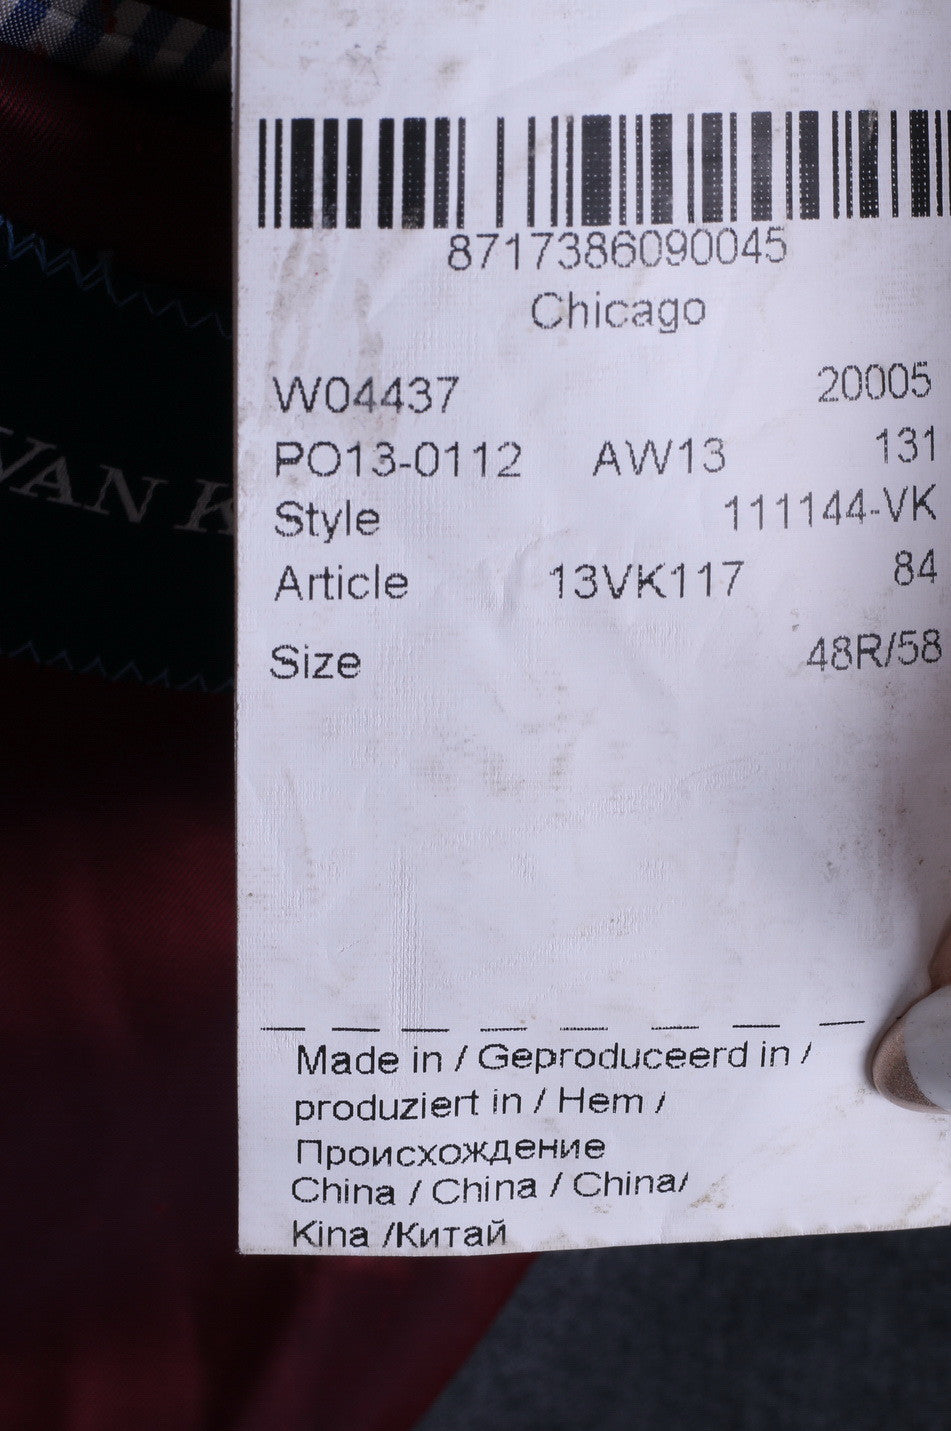 8717386090045
Chicago
W04437 20005
PO13-0112 AW13 131
Style 111144-VK
Article 13VK117 84
Size 48R/58
VAN K
Made in / Geproduceerd in /
produziert in / Hem /
Происхождение
China / China / China/
Kina /Китай